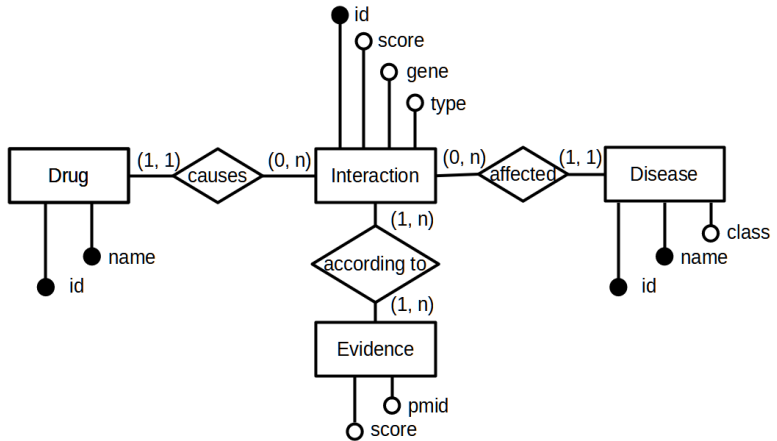 id
score
gene
type
(1, 1)
(0, n)
(0, n)
(1, 1)
Drug
causes
Interaction
affected
Disease
(1, n)
class
name
name
according to
id
id
(1, n)
Evidence
pmid
score